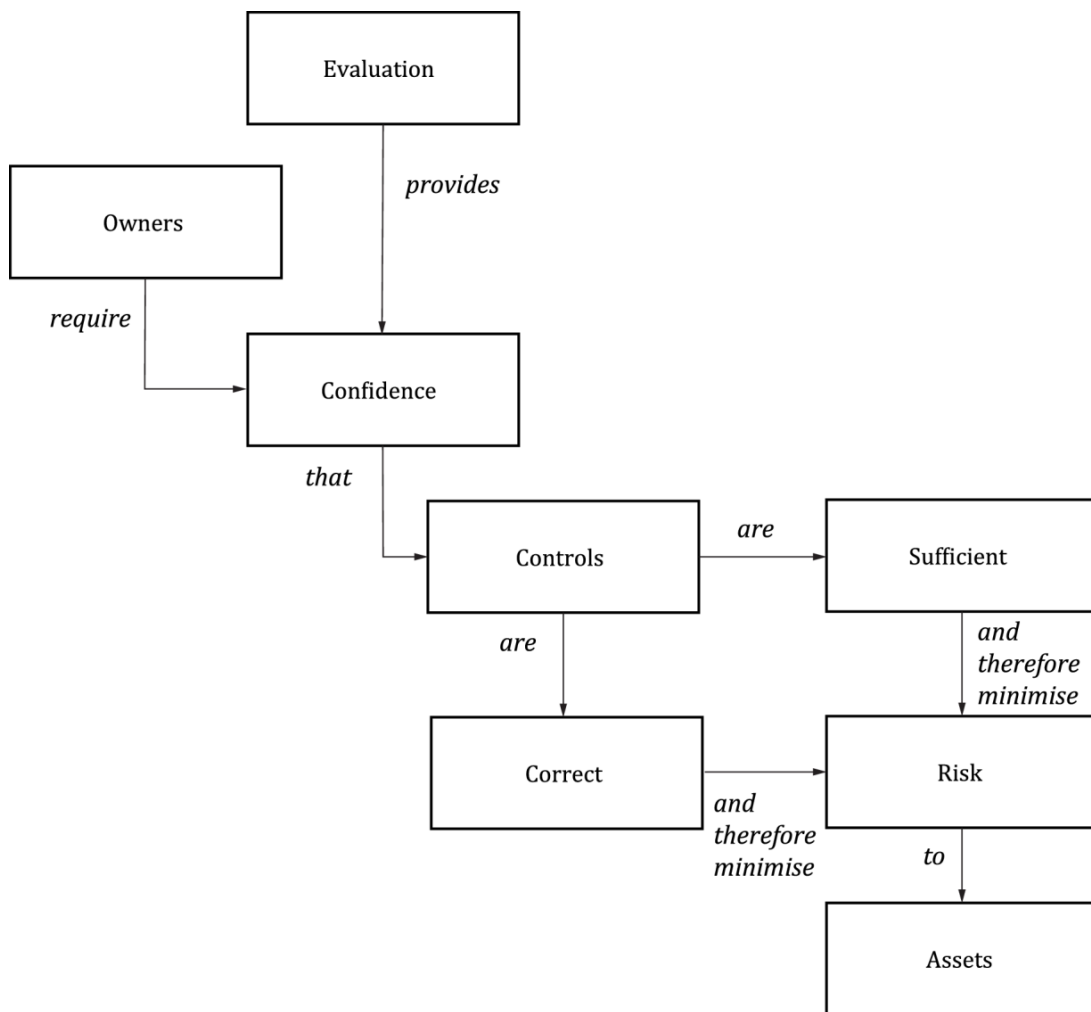 Evaluation
provides
Owners
require
Confidence
that
Controls
are
Sufficient
are
and
therefore
minimise
Correct
and
therefore
minimise
Risk
to
Assets